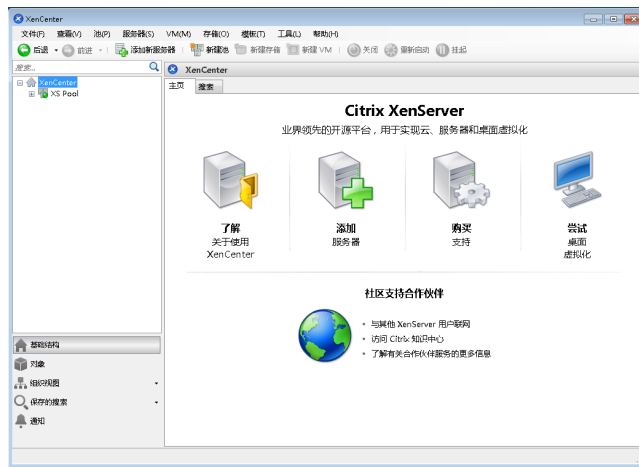 XenCenter
文件(F) 查看(V) 池(P) 服务器(S) VM(M) 存储(O) 模板(T) 工具(L) 帮助(H)
后退 前进 添加新服务器 新建池 新建存储 新建 VM 关闭 重新启动 挂起
搜索...
XenCenter
XS Pool
基础结构
对象
组织视图
保存的搜索
通知
XenCenter
主页 搜索
Citrix XenServer
业界领先的开源平台，用于实现云、服务器和桌面虚拟化
了解
关于使用
XenCenter
添加
服务器
购买
支持
尝试
桌面
虚拟化
社区支持合作伙伴
• 与其他 XenServer 用户联网
• 访问 Citrix 知识中心
• 了解有关合作伙伴服务的更多信息